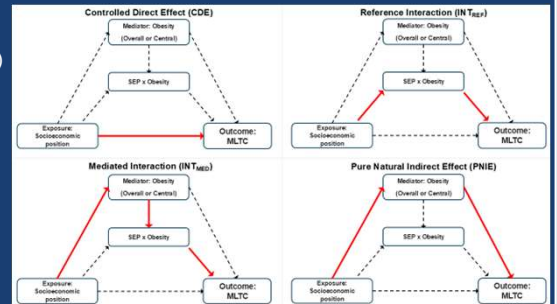 Controlled Direct Effect (CDE)
Mediator: Obesity
(Overall or Central)
SEP x Obesity
Exposure:
Socioeconomic
position
Outcome:
MLTC
Reference Interaction (INTREF)
Mediator: Obesity
(Overall or Central)
SEP x Obesity
Exposure:
Socioeconomic
position
Outcome:
MLTC
Mediated Interaction (INTMED)
Mediator: Obesity
(Overall or Central)
SEP x Obesity
Exposure:
Socioeconomic
position
Outcome:
MLTC
Pure Natural Indirect Effect (PNIE)
Mediator: Obesity
(Overall or Central)
SEP x Obesity
Exposure:
Socioeconomic
position
Outcome:
MLTC